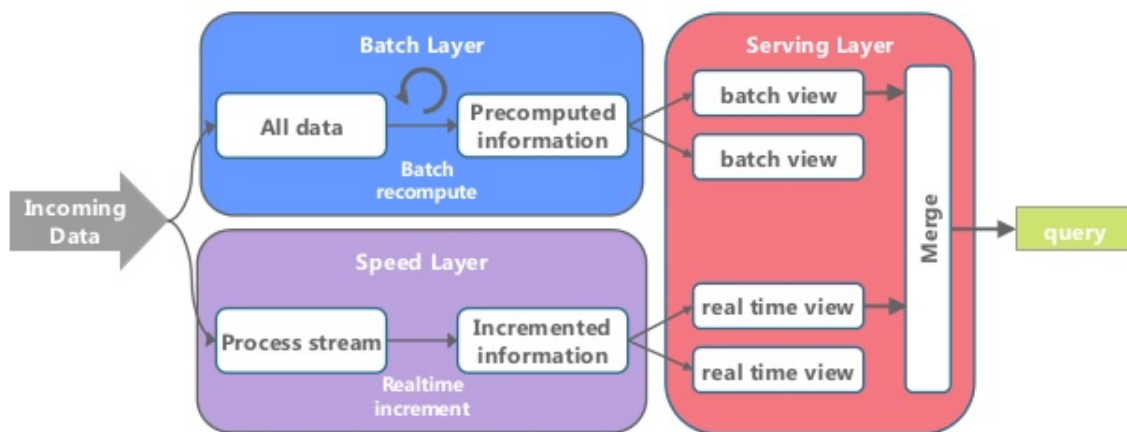 Incoming
Data
Batch Layer
All data
Precomputed
information
Batch
recompute
Speed Layer
Process stream
Incremented
information
Realtime
increment
Serving Layer
batch view
batch view
real time view
real time view
Merge
query